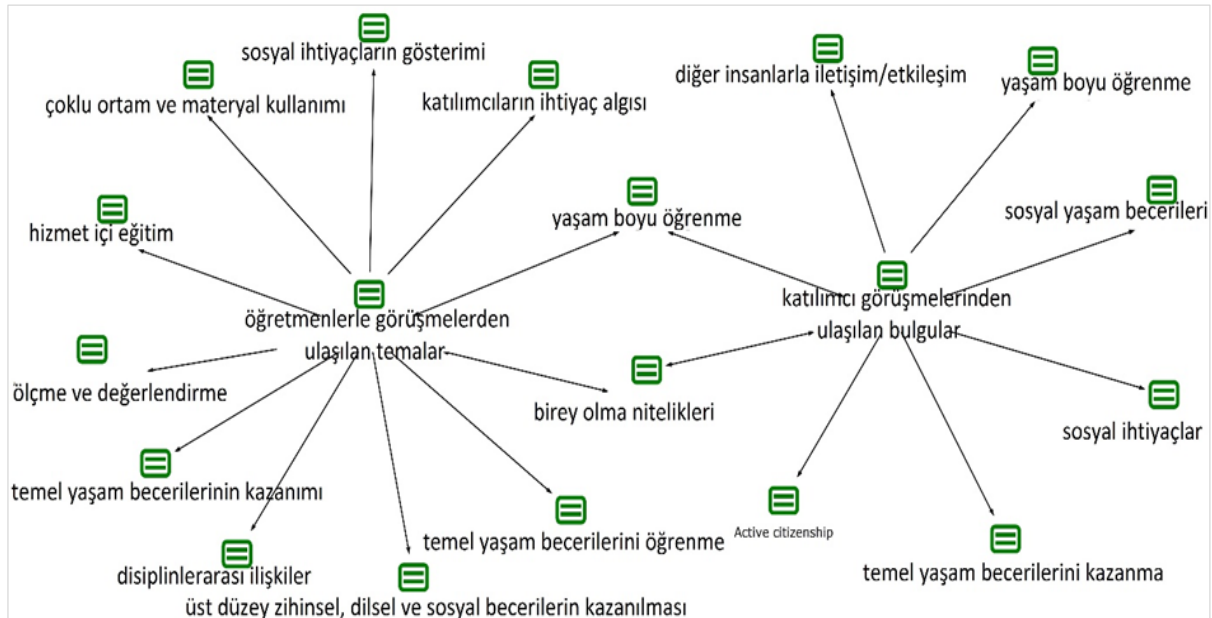 sosyal ihtiyaçların gösterimi
diğer insanlarla iletişim/etkileşim
yaşam boyu öğrenme
çoklu ortam ve materyal kullanımı
katılımcıların ihtiyaç algısı
hizmet içi eğitim
yaşam boyu öğrenme
sosyal yaşam becerileri
öğretmenlerle görüşmelerden
ulaşılan temalar
katılımcı görüşmelerinden
ulaşılan bulgular
ölçme ve değerlendirme
birey olma nitelikleri
sosyal ihtiyaçlar
temel yaşam becerilerinin kazanımı
temel yaşam becerilerini öğrenme
Active citizenship
disiplinlerarası ilişkiler
temel yaşam becerilerini kazanma
üst düzey zihinsel, dilsel ve sosyal becerilerin kazanılması